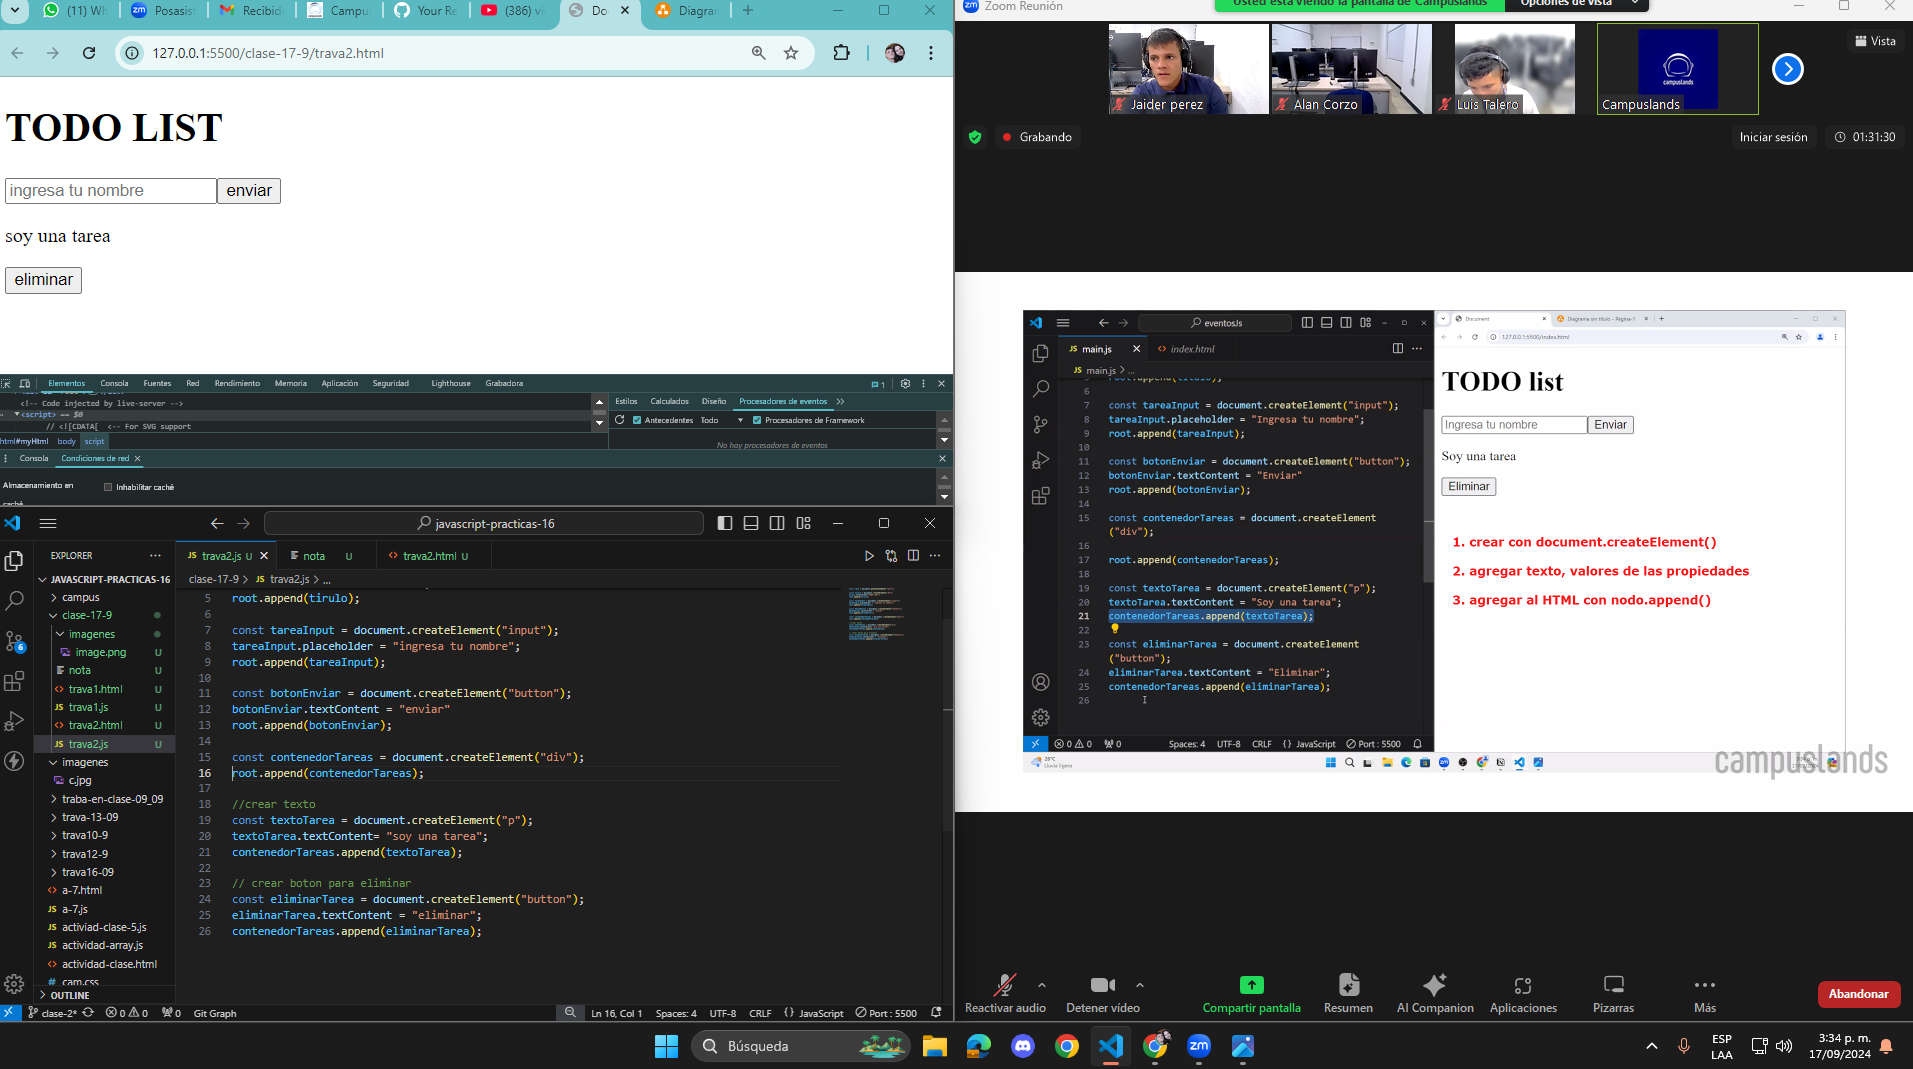 (11) Wh
Posasist
Recibid
Campu
Your Re
(386) vi
Do
Diagran
127.0.0.1:5500/clase-17-9/trava2.html
TODO LIST
ingresa tu nombre
enviar
soy una tarea
eliminar
Elementos Consola Fuentes Red Rendimiento Memoria Aplicación Seguridad Lighthouse Grabadora
1
<!-- Code injected by live-server -->
<script> == $0
// <![CDATA[ <-- For SVG support
html#myHtml body script
Estilos Calculados Diseño Procesadores de eventos
Antecedentes Todo Procesadores de Framework
No hay procesadores de eventos
Consola Condiciones de red
Almacenamiento en
caché
Inhabilitar caché
javascript-practicas-16
EXPLORER
JAVASCRIPT-PRACTICAS-16
campus
clase-17-9
imagenes
image.png U
nota U
trava1.html U
trava1.js U
trava2.html U
trava2.js U
imagenes
c.jpg
traba-en-clase-09_09
trava-13-09
trava10-9
trava12-9
trava16-09
a-7.html
a-7.js
activiad-clase-5.js
actividad-array.js
actividad-clase.html
cam.css
OUTLINE
6
trava2.js U
nota U
trava2.html U
clase-17-9 > JS trava2.js > ...
5 root.append(tirulo);
6
7 const tareaInput = document.createElement("input");
8 tareaInput.placeholder = "ingresa tu nombre";
9 root.append(tareaInput);
10
11 const botonEnviar = document.createElement("button");
12 botonEnviar.textContent = "enviar"
13 root.append(botonEnviar);
14
15 const contenedorTareas = document.createElement("div");
16 root.append(contenedorTareas);
17
18 //crear texto
19 const textoTarea = document.createElement("p");
20 textoTarea.textContent= "soy una tarea";
21 contenedorTareas.append(textoTarea);
22
23 // crear boton para eliminar
24 const eliminarTarea = document.createElement("button");
25 eliminarTarea.textContent = "eliminar";
26 contenedorTareas.append(eliminarTarea);
clase-2* 0 0 0 Git Graph
Ln 16, Col 1 Spaces: 4 UTF-8 CRLF {} JavaScript Port : 5500
Zoom Reunión
Usted está viendo la pantalla de Campuslands
Opciones de vista
Vista
Jaider perez
Alan Corzo
Luis Talero
campuslands
Campuslands
Grabando
Iniciar sesión
01:31:30
eventosJs
main.js
index.html
JS main.js > ...
5 root.append(titulo);
6
7 const tareaInput = document.createElement("input");
8 tareaInput.placeholder = "Ingresa tu nombre";
9 root.append(tareaInput);
10
11 const botonEnviar = document.createElement("button");
12 botonEnviar.textContent = "Enviar"
13 root.append(botonEnviar);
14
15 const contenedorTareas = document.createElement
("div");
16
17 root.append(contenedorTareas);
18
19 const textoTarea = document.createElement("p");
20 textoTarea.textContent = "Soy una tarea";
21 contenedorTareas.append(textoTarea);
22
23 const eliminarTarea = document.createElement
("button");
24 eliminarTarea.textContent = "Eliminar";
25 contenedorTareas.append(eliminarTarea);
26
0 0 0 Spaces: 4 UTF-8 CRLF {} JavaScript Port : 5500
Document
Diagrama sin título - Página-1
127.0.0.1:5500/index.html
TODO list
Ingresa tu nombre
Enviar
Soy una tarea
Eliminar
1. crear con document.createElement()
2. agregar texto, valores de las propiedades
3. agregar al HTML con nodo.append()
campuslands
Reactivar audio
Detener vídeo
Compartir pantalla
Resumen
AI Companion
Aplicaciones
Pizarras
Más
Abandonar
Búsqueda
ESP
LAA
3:34 p. m.
17/09/2024